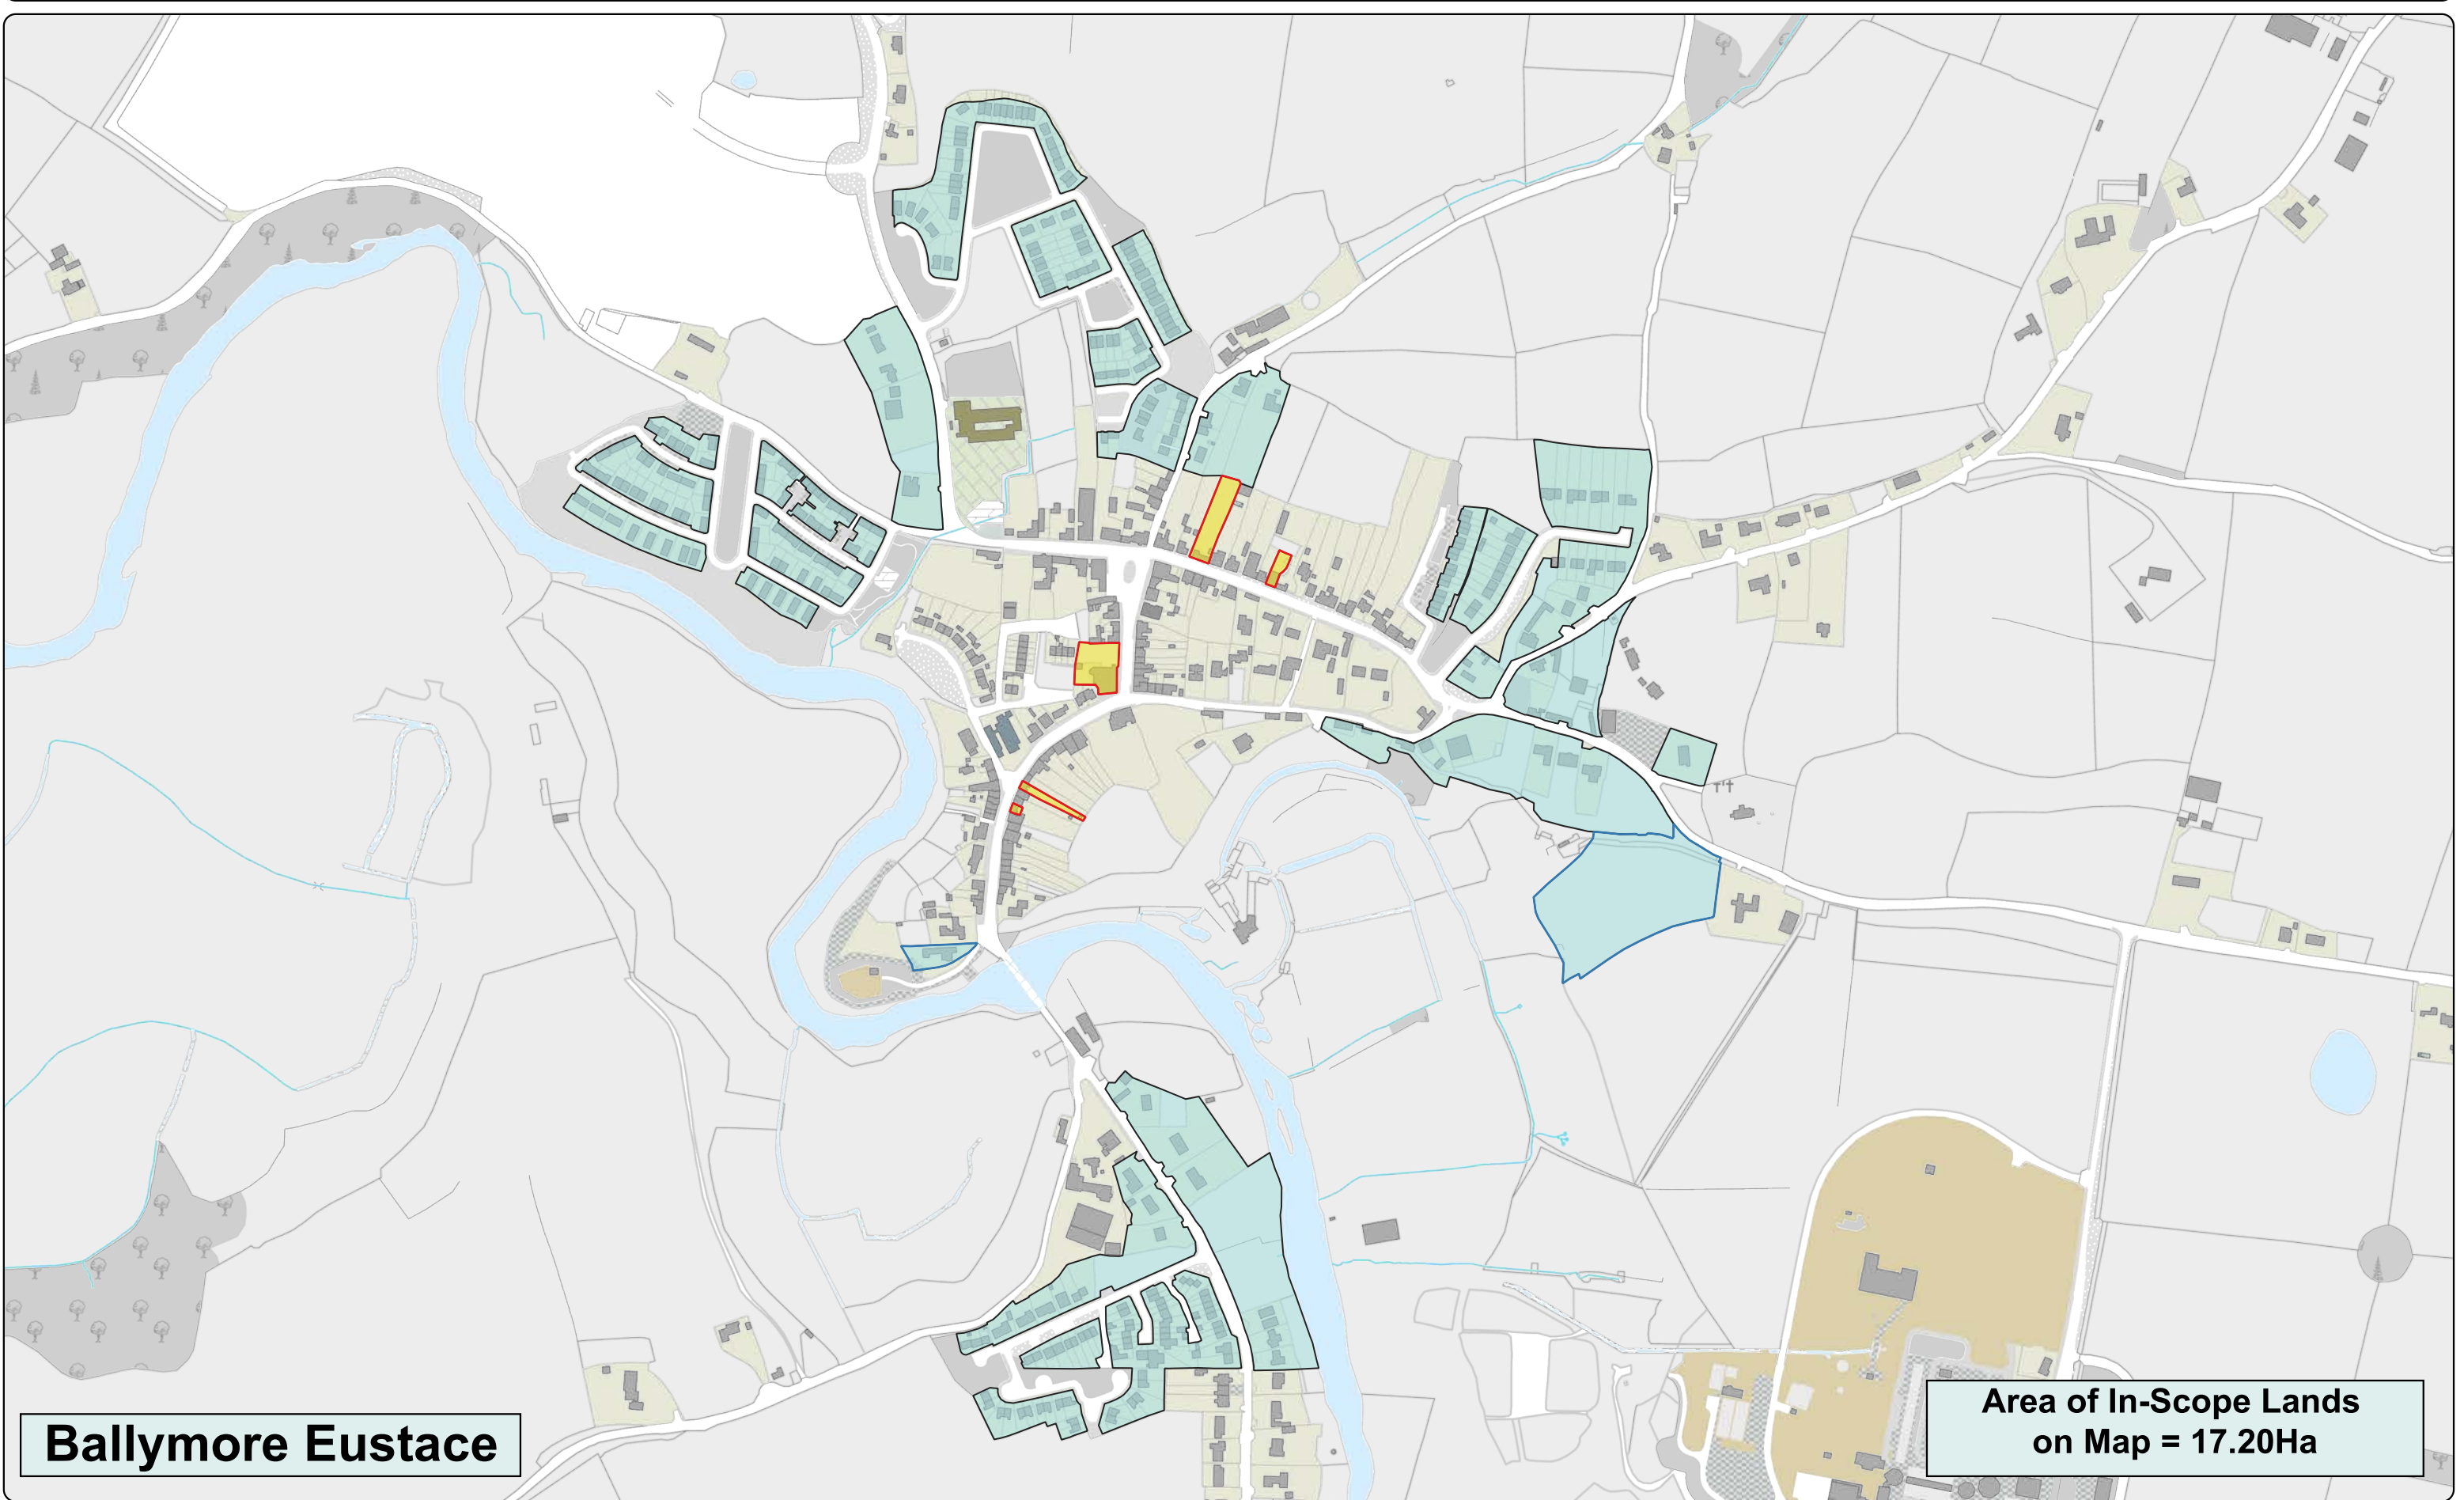 Ballymore Eustace
Area of In-Scope Lands
on Map = 17.20Ha